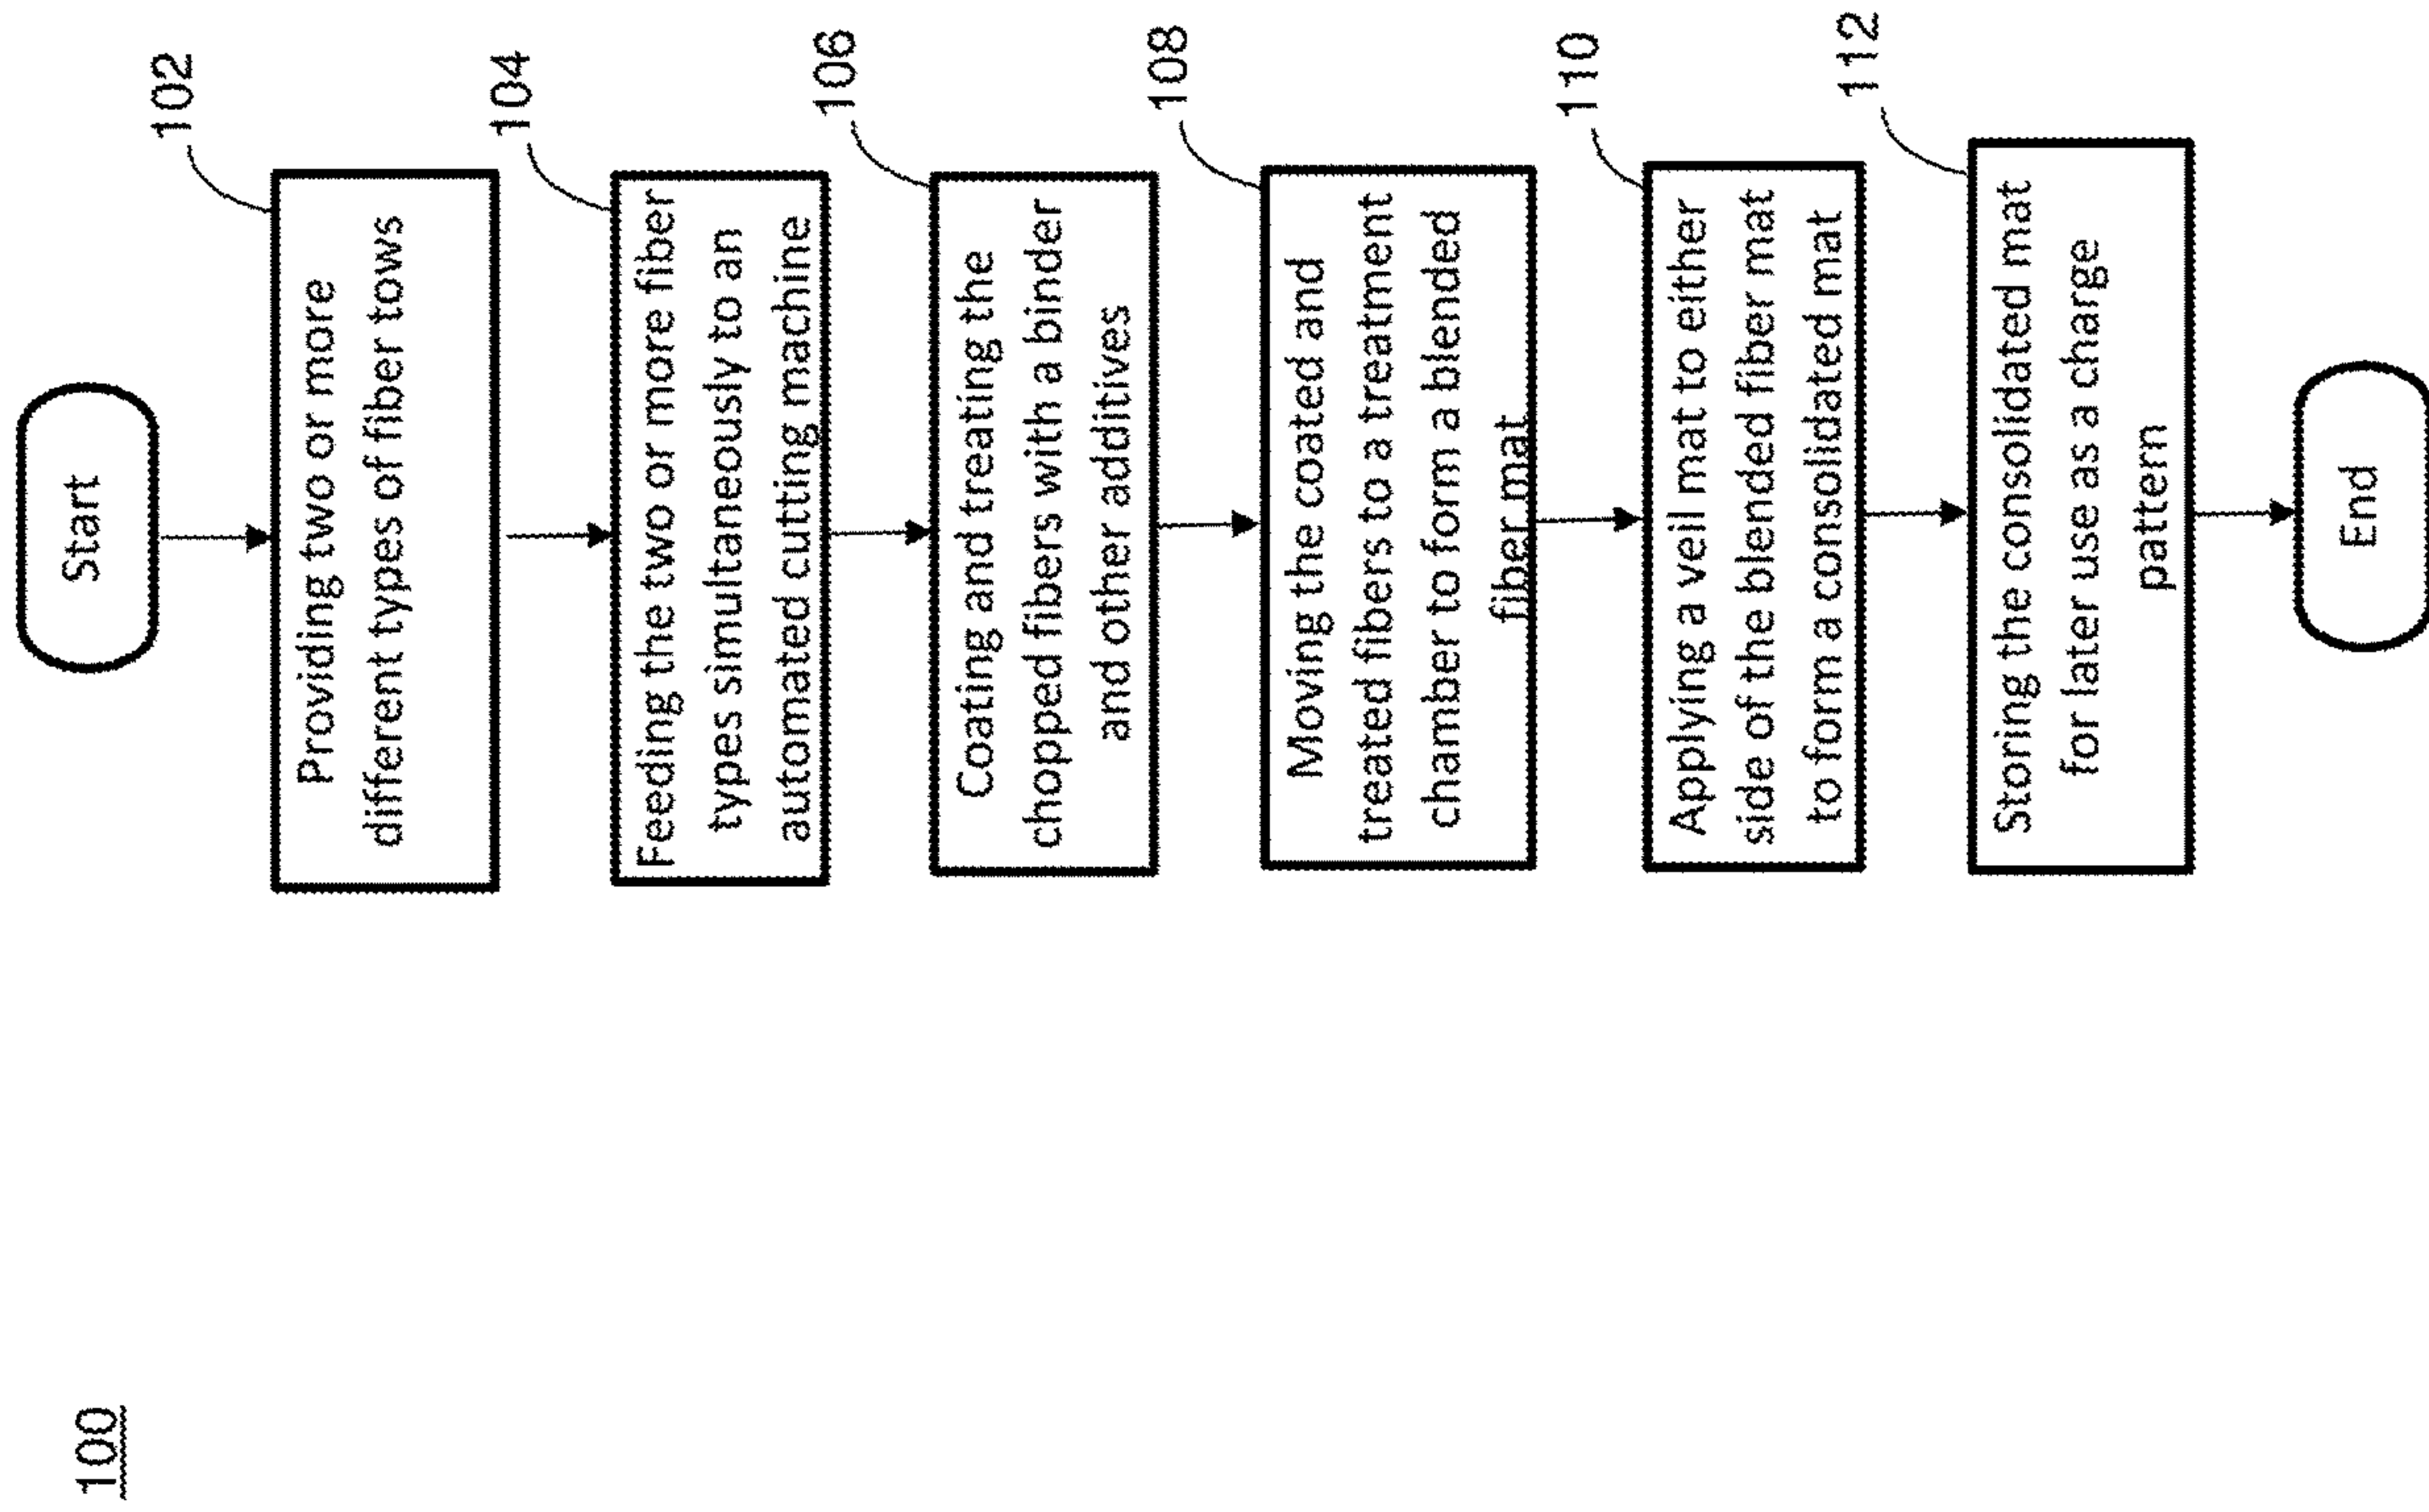 100
Start
102
Providing two or more
different types of fiber tows
104
Feeding the two or more fiber
types simultaneously to an
automated cutting machine
106
Coating and treating the
chopped fibers with a binder
and other additives
108
Moving the coated and
treated fibers to a treatment
chamber to form a blended
fiber mat
110
Applying a veil mat to either
side of the blended fiber mat
to form a consolidated mat
112
Storing the consolidated mat
for later use as a charge
pattern
End